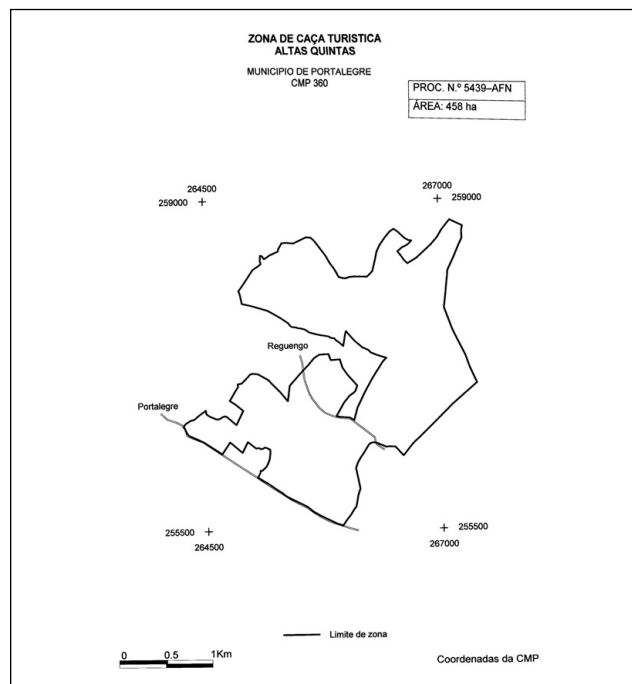 ZONA DE CAÇA TURISTICA
ALTAS QUINTAS
MUNICIPIO DE PORTALEGRE
CMP 360
PROC. N.º 5439–AFN
ÁREA: 458 ha
264500
259000
267000
259000
Reguengo
Portalegre
255500
264500
255500
267000
Limite de zona
0 0.5 1Km
Coordenadas da CMP